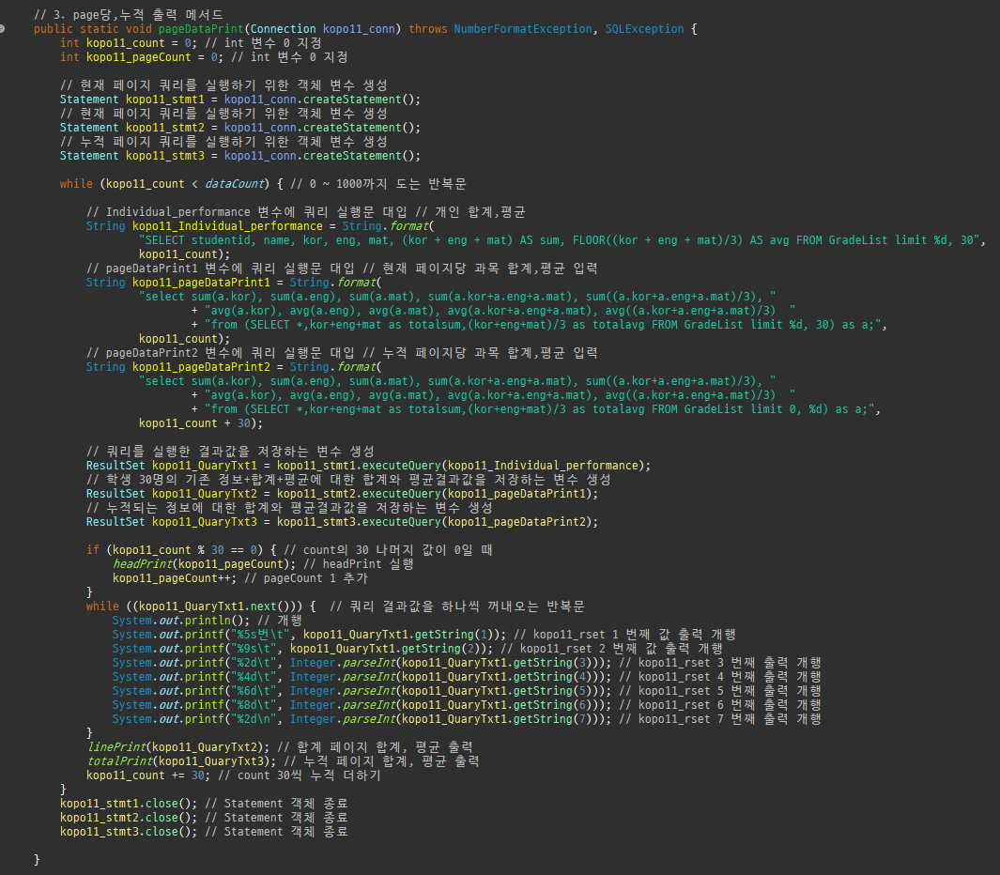 // 3. page당,누적 출력 메서드
public static void pageDataPrint(Connection kopo11_conn) throws NumberFormatException, SQLException {
int kopo11_count = 0; // int 변수 0 지정
int kopo11_pageCount = 0; // int 변수 0 지정
// 현재 페이지 쿼리를 실행하기 위한 객체 변수 생성
Statement kopo11_stmt1 = kopo11_conn.createStatement();
// 현재 페이지 쿼리를 실행하기 위한 객체 변수 생성
Statement kopo11_stmt2 = kopo11_conn.createStatement();
// 누적 페이지 쿼리를 실행하기 위한 객체 변수 생성
Statement kopo11_stmt3 = kopo11_conn.createStatement();
while (kopo11_count < dataCount) { // 0 ~ 1000까지 도는 반복문
// Individual_performance 변수에 쿼리 실행문 대입 // 개인 합계,평균
String kopo11_Individual_performance = String.format(
"SELECT studentid, name, kor, eng, mat, (kor + eng + mat) AS sum, FLOOR((kor + eng + mat)/3) AS avg FROM GradeList limit %d, 30",
kopo11_count);
// pageDataPrint1 변수에 쿼리 실행문 대입 // 현재 페이지당 과목 합계,평균 입력
String kopo11_pageDataPrint1 = String.format(
"select sum(a.kor), sum(a.eng), sum(a.mat), sum(a.kor+a.eng+a.mat), sum((a.kor+a.eng+a.mat)/3), "
+ "avg(a.kor), avg(a.eng), avg(a.mat), avg(a.kor+a.eng+a.mat), avg((a.kor+a.eng+a.mat)/3)  "
+ "from (SELECT *,kor+eng+mat as totalsum,(kor+eng+mat)/3 as totalavg FROM GradeList limit %d, 30) as a;",
kopo11_count);
// pageDataPrint2 변수에 쿼리 실행문 대입 // 누적 페이지당 과목 합계,평균 입력
String kopo11_pageDataPrint2 = String.format(
"select sum(a.kor), sum(a.eng), sum(a.mat), sum(a.kor+a.eng+a.mat), sum((a.kor+a.eng+a.mat)/3), "
+ "avg(a.kor), avg(a.eng), avg(a.mat), avg(a.kor+a.eng+a.mat), avg((a.kor+a.eng+a.mat)/3)  "
+ "from (SELECT *,kor+eng+mat as totalsum,(kor+eng+mat)/3 as totalavg FROM GradeList limit 0, %d) as a;",
kopo11_count + 30);
// 쿼리를 실행한 결과값을 저장하는 변수 생성
ResultSet kopo11_QuaryTxt1 = kopo11_stmt1.executeQuery(kopo11_Individual_performance);
// 학생 30명의 기존 정보+합계+평균에 대한 합계와 평균결과값을 저장하는 변수 생성
ResultSet kopo11_QuaryTxt2 = kopo11_stmt2.executeQuery(kopo11_pageDataPrint1);
// 누적되는 정보에 대한 합계와 평균결과값을 저장하는 변수 생성
ResultSet kopo11_QuaryTxt3 = kopo11_stmt3.executeQuery(kopo11_pageDataPrint2);
if (kopo11_count % 30 == 0) { // count의 30 나머지 값이 0일 때
headPrint(kopo11_pageCount); // headPrint 실행
kopo11_pageCount++; // pageCount 1 추가
}
while ((kopo11_QuaryTxt1.next())) {  // 쿼리 결과값을 하나씩 꺼내오는 반복문
System.out.println(); // 개행
System.out.printf("%5s번\t", kopo11_QuaryTxt1.getString(1)); // kopo11_rset 1 번째 값 출력 개행
System.out.printf("%9s\t", kopo11_QuaryTxt1.getString(2)); // kopo11_rset 2 번째 값 출력 개행
System.out.printf("%2d\t", Integer.parseInt(kopo11_QuaryTxt1.getString(3))); // kopo11_rset 3 번째 출력 개행
System.out.printf("%4d\t", Integer.parseInt(kopo11_QuaryTxt1.getString(4))); // kopo11_rset 4 번째 출력 개행
System.out.printf("%6d\t", Integer.parseInt(kopo11_QuaryTxt1.getString(5))); // kopo11_rset 5 번째 출력 개행
System.out.printf("%8d\t", Integer.parseInt(kopo11_QuaryTxt1.getString(6))); // kopo11_rset 6 번째 출력 개행
System.out.printf("%2d\n", Integer.parseInt(kopo11_QuaryTxt1.getString(7))); // kopo11_rset 7 번째 출력 개행
}
linePrint(kopo11_QuaryTxt2); // 합계 페이지 합계, 평균 출력
totalPrint(kopo11_QuaryTxt3); // 누적 페이지 합계, 평균 출력
kopo11_count += 30; // count 30씩 누적 더하기
}
kopo11_stmt1.close(); // Statement 객체 종료
kopo11_stmt2.close(); // Statement 객체 종료
kopo11_stmt3.close(); // Statement 객체 종료
}